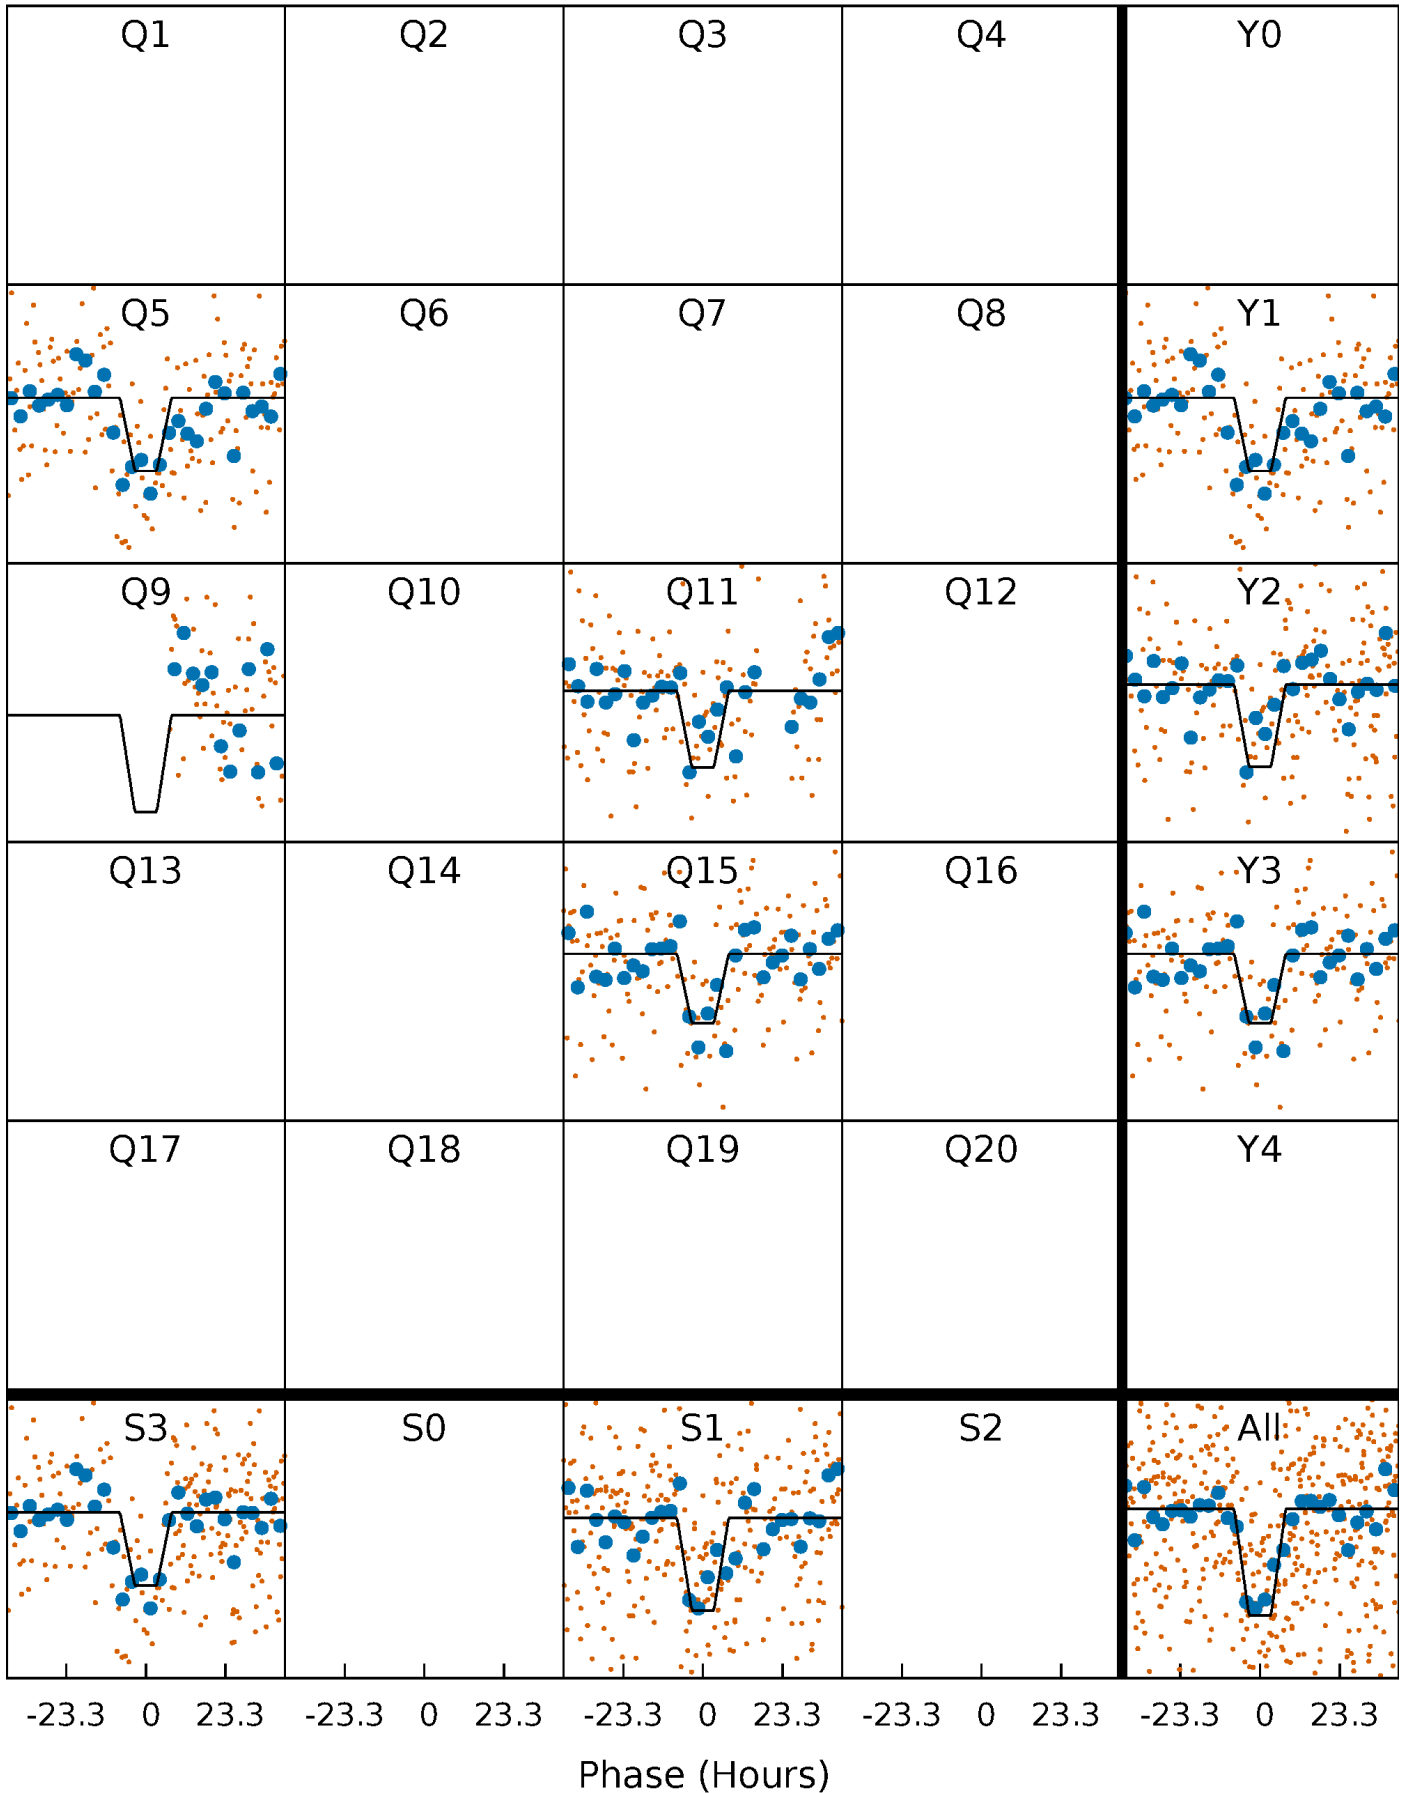 Q1 Q2 Q3 Q4 Y0
Q5 Q6 Q7 Q8 Y1
Q9 Q10 Q11 Q12 Y2
Q13 Q14 Q15 Q16 Y3
Q17 Q18 Q19 Q20 Y4
S3 S0 S1 S2 All
-23.3 0 23.3 -23.3 0 23.3 -23.3 0 23.3 -23.3 0 23.3 -23.3 0 23.3
Phase (Hours)